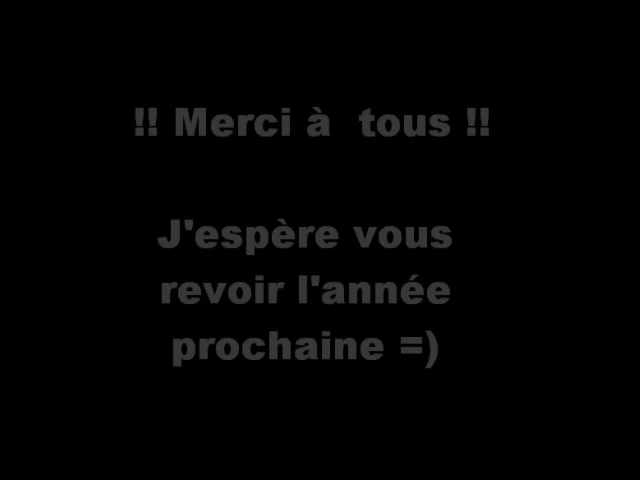 !! Merci à  tous !!
J'espère vous
revoir l'année
prochaine =)